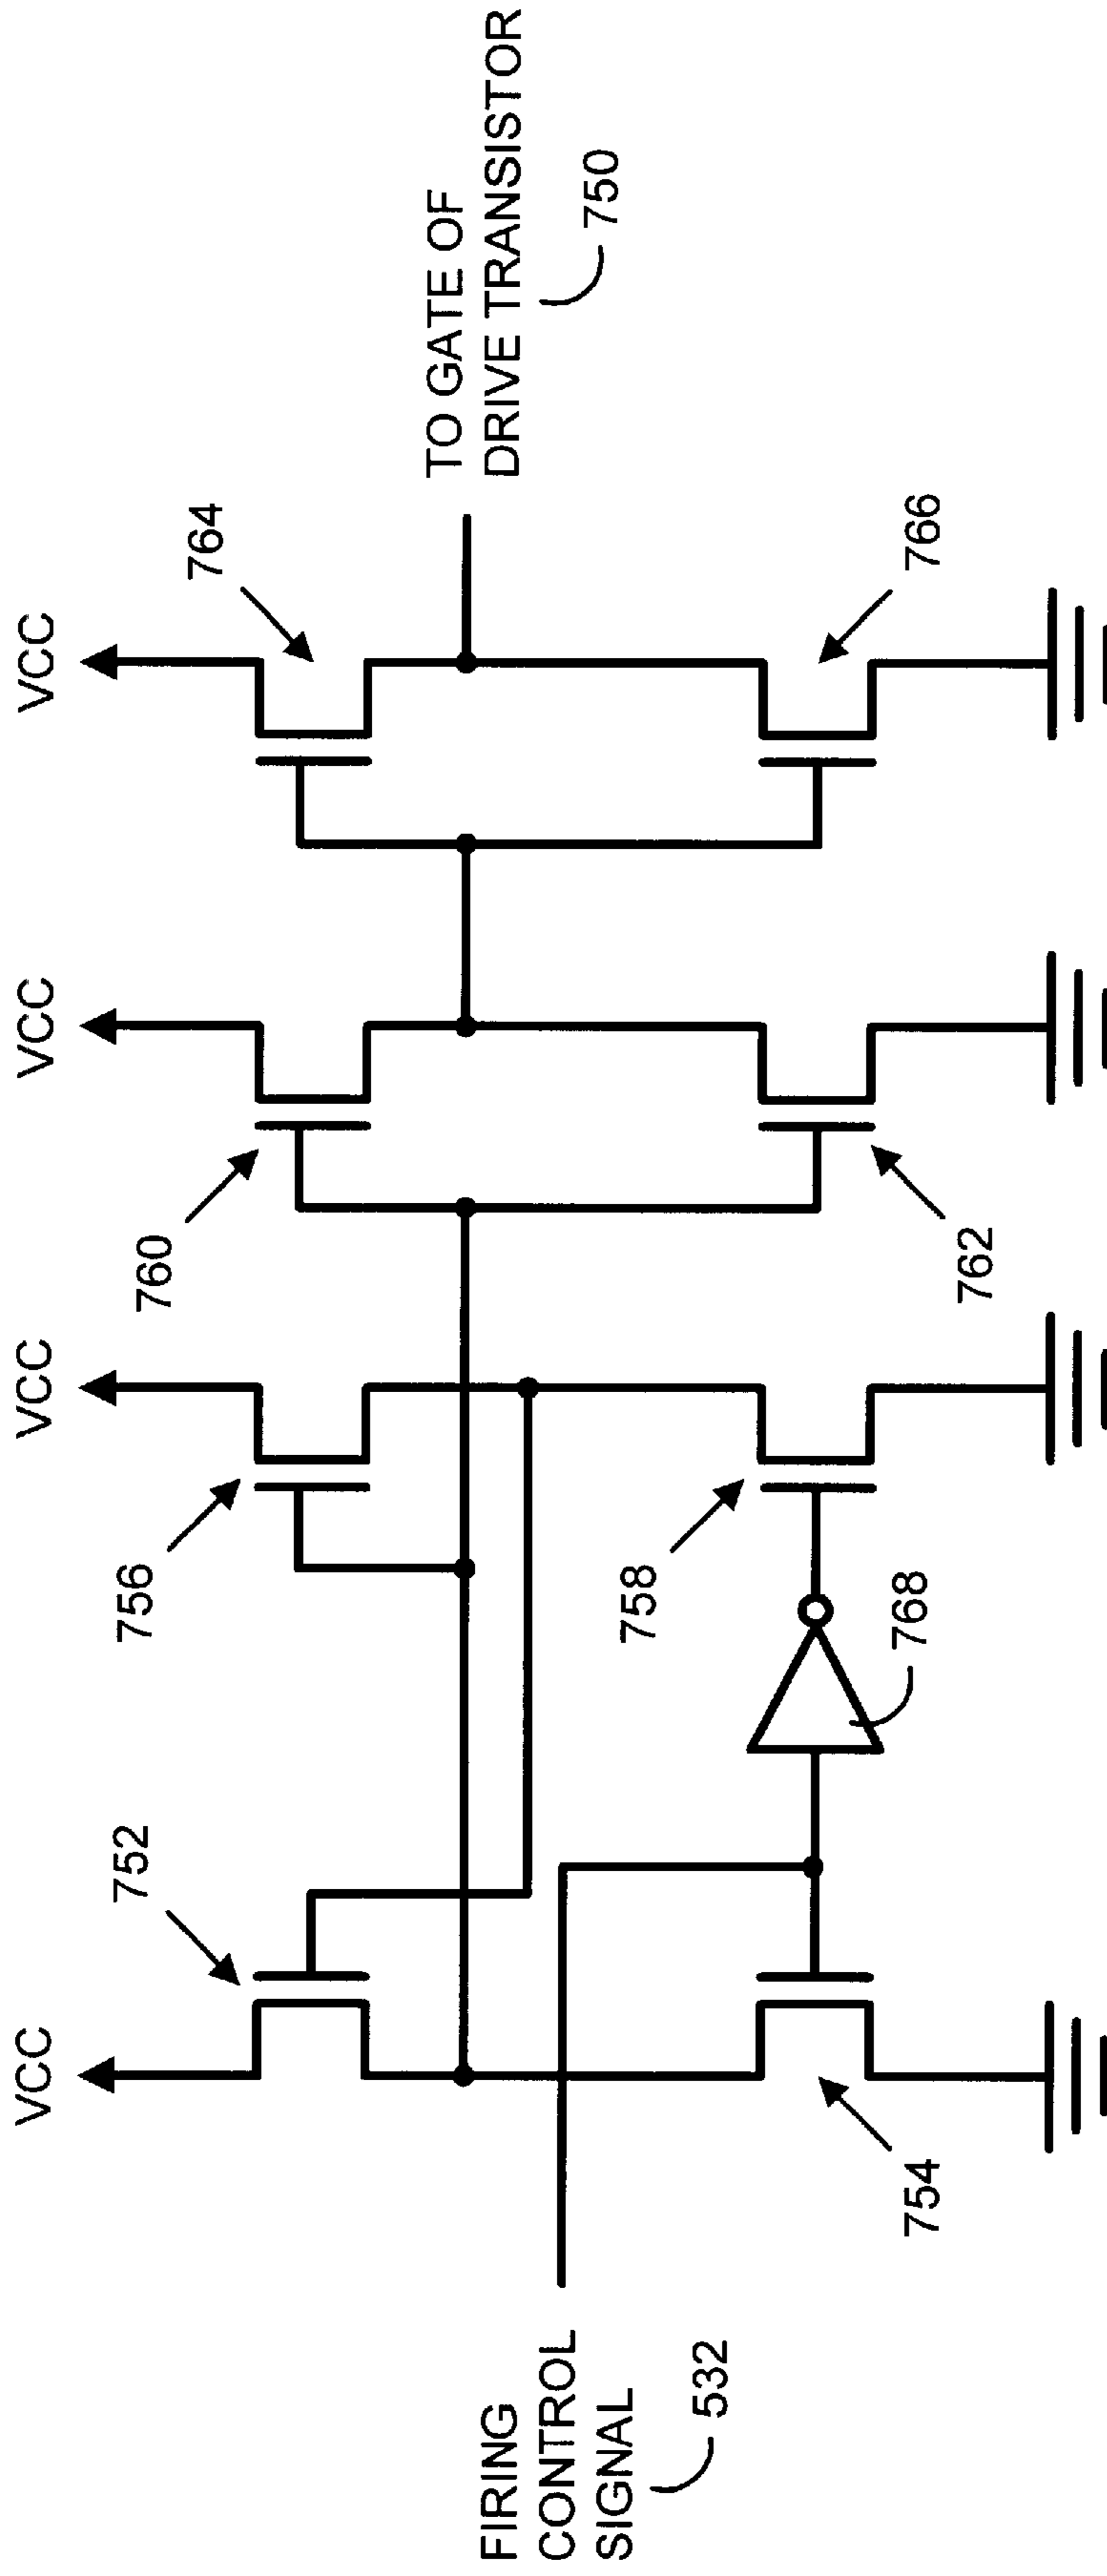 VCC
VCC
VCC
VCC
752
756
760
764
TO GATE OF
DRIVE TRANSISTOR
750
FIRING
CONTROL
SIGNAL
532
754
758
768
762
766